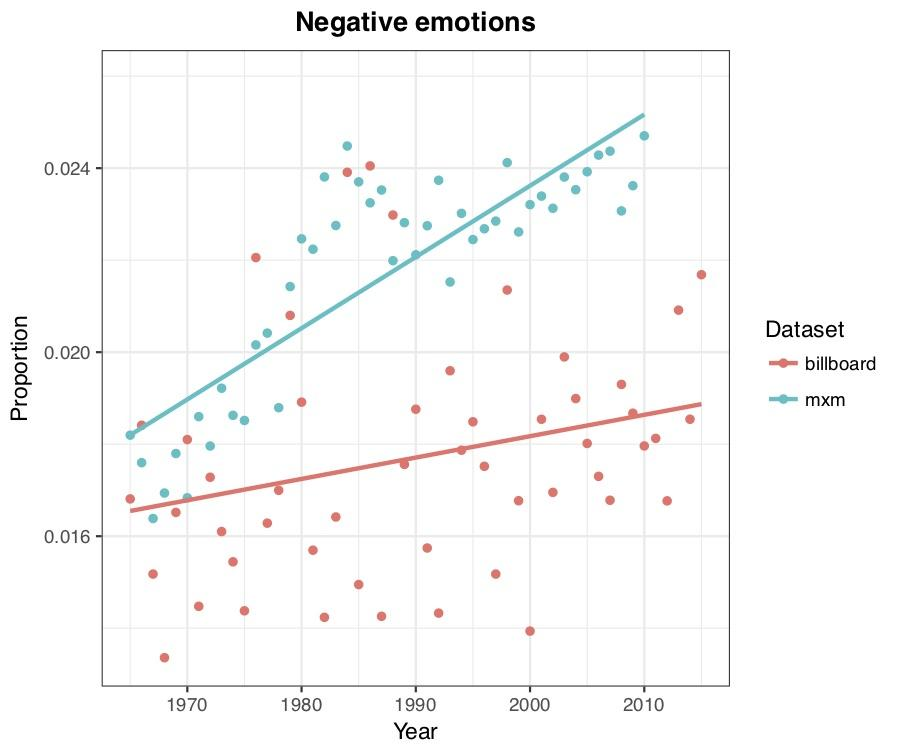 Negative emotions
0.024
0.020
0.016
Proportion
1970 1980 1990 2000 2010
Year
Dataset
billboard
mxm